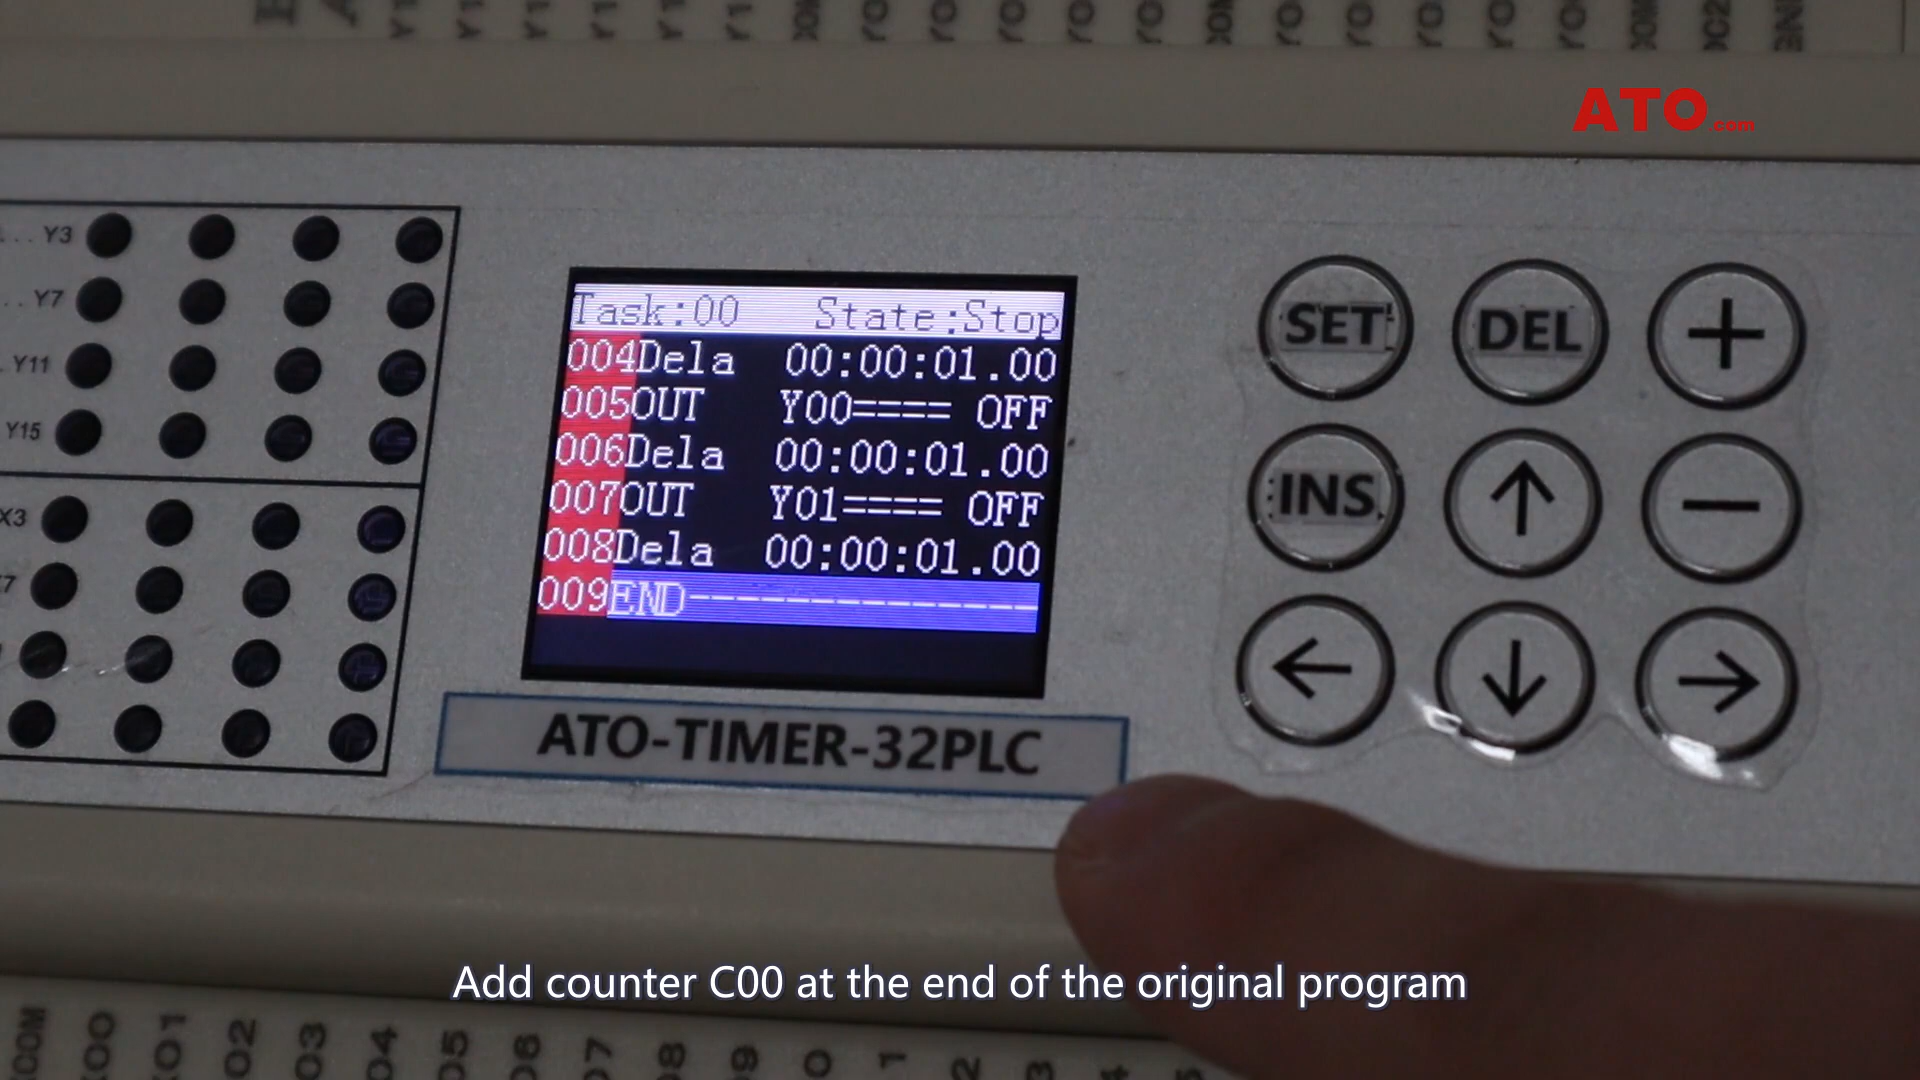 ATO.com
... Y3
... Y7
Y11
Y15
X3
Task:00 State:Stop
004Dela 00:00:01.00
005OUT Y00==== OFF
006Dela 00:00:01.00
007OUT Y01==== OFF
008Dela 00:00:01.00
009END--------------
SET DEL +
INS ↑ −
← ↓ →
ATO-TIMER-32PLC
Add counter C00 at the end of the original program